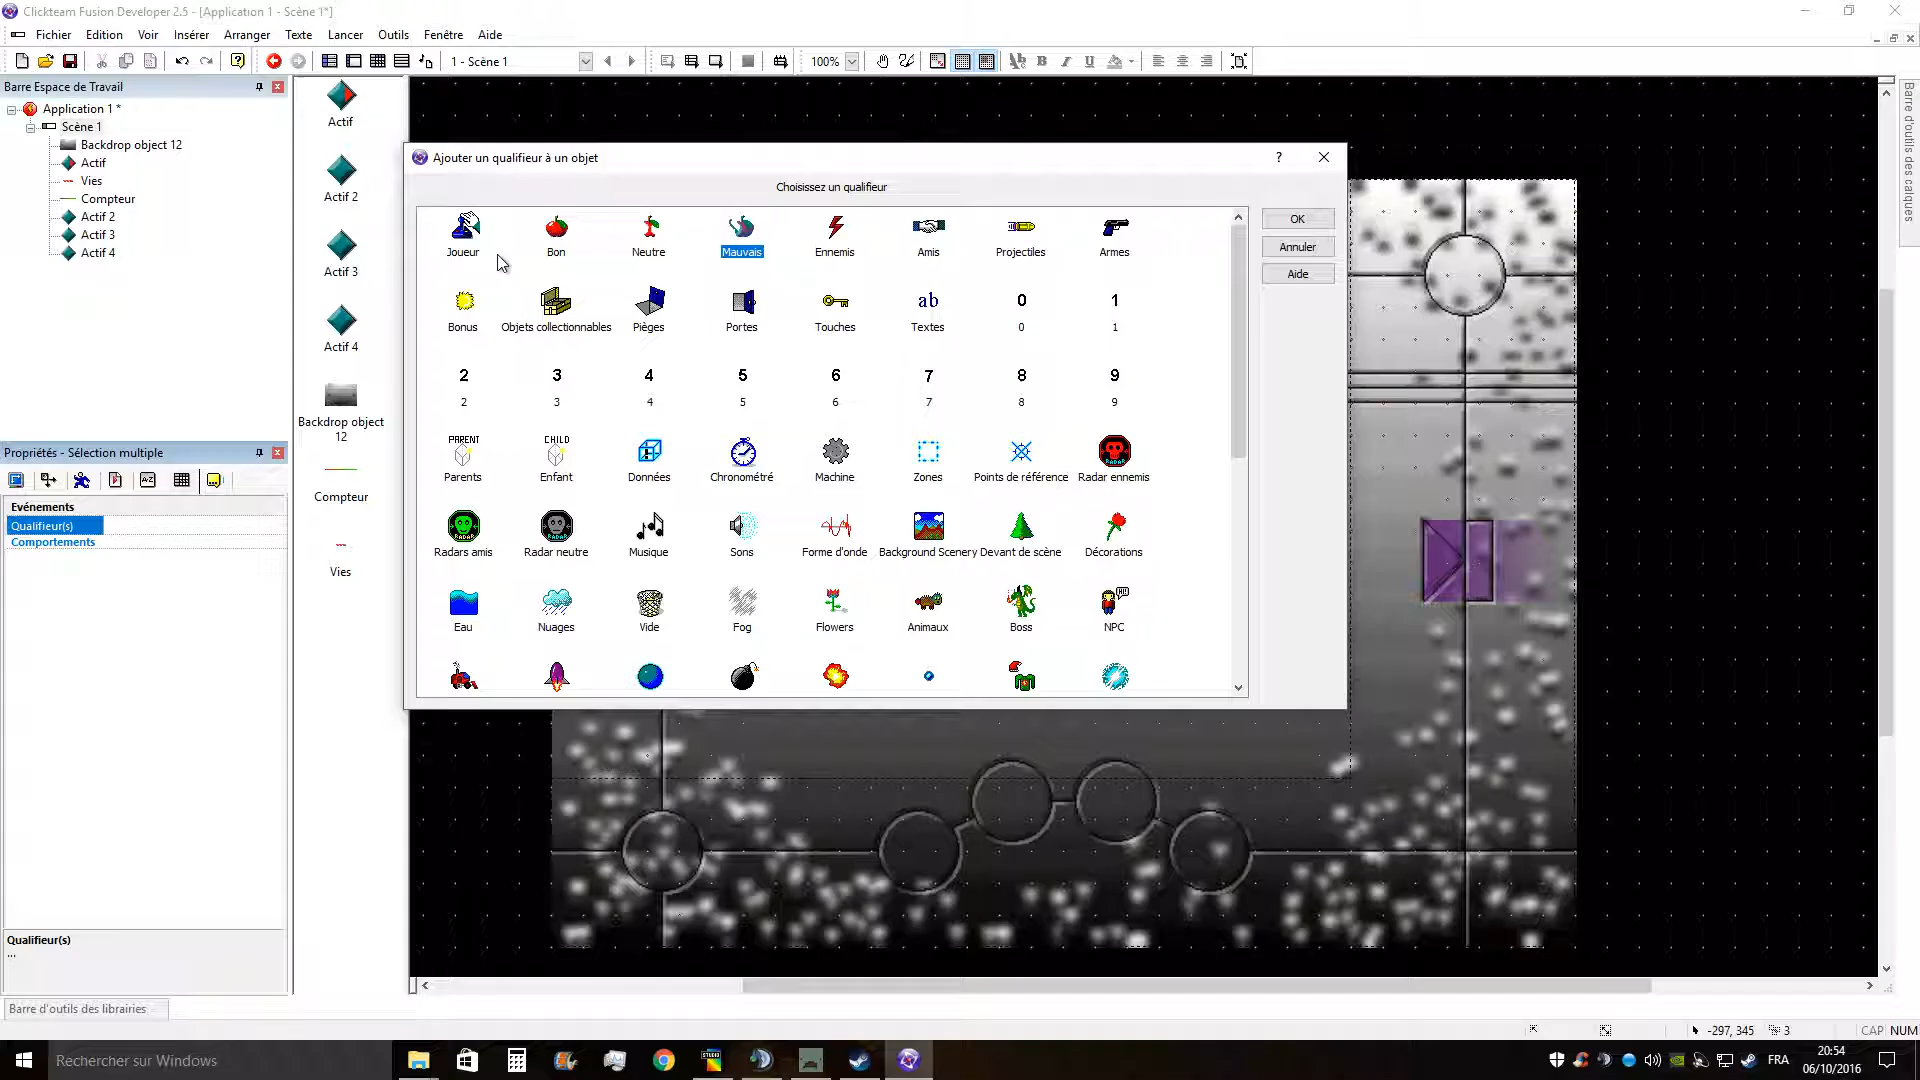 Clickteam Fusion Developer 2.5 - [Application 1 - Scène 1*]
Fichier Edition Voir Insérer Arranger Texte Lancer Outils Fenêtre Aide
1 - Scène 1
100%
Barre Espace de Travail
Application 1 *
Scène 1
Backdrop object 12
Actif
Vies
Compteur
Actif 2
Actif 3
Actif 4
Propriétés - Sélection multiple
Evénements
Qualifieur(s)
Comportements
Qualifieur(s)
...
Barre d'outils des librairies
Actif
Actif 2
Actif 3
Actif 4
Backdrop object
12
Compteur
Vies
Ajouter un qualifieur à un objet
?
Choisissez un qualifieur
OK
Annuler
Aide
Joueur Bon Neutre Mauvais Ennemis Amis Projectiles Armes
ab 0 1
Bonus Objets collectionnables Pièges Portes Touches Textes 0 1
2 3 4 5 6 7 8 9
2 3 4 5 6 7 8 9
PARENT CHILD
RADAR
Parents Enfant Données Chronométré Machine Zones Points de référence Radar ennemis
RADAR RADAR
Radars amis Radar neutre Musique Sons Forme d'onde Background Scenery Devant de scène Décorations
HI!
Eau Nuages Vide Fog Flowers Animaux Boss NPC
Barre d'outils des calques
-297, 345 3 CAP NUM
Rechercher sur Windows
STUDIO
FRA
20:54
06/10/2016